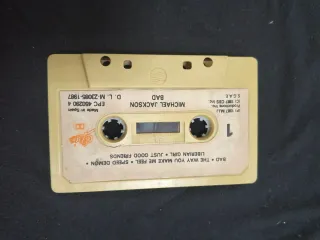 MICHAEL JACKSON
BAD
EPC 450290 4
D. L. M-22085-1987
Made in Spain
S.G.A.E.
1
BAD • THE WAY YOU MAKE ME FEEL • SPEED DEMON •
LIBERIAN GIRL • JUST GOOD FRIENDS